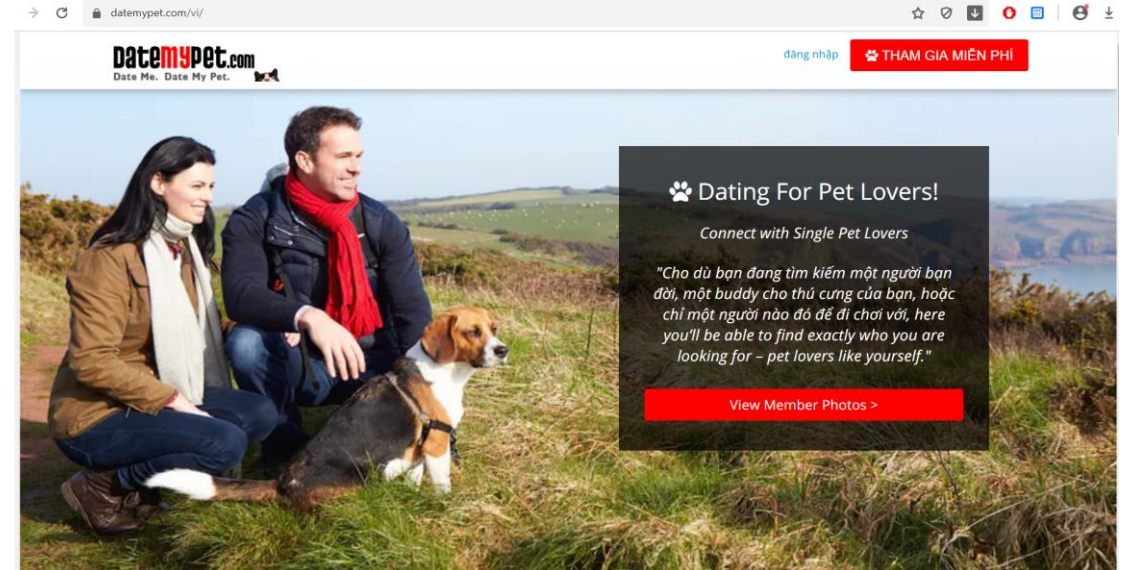 datemypet.com/vi/
DATEMYPET.com
Date Me. Date My Pet.
đăng nhập
THAM GIA MIỄN PHÍ
Dating For Pet Lovers!
Connect with Single Pet Lovers
"Cho dù bạn đang tìm kiếm một người bạn
đời, một buddy cho thú cưng của bạn, hoặc
chỉ một người nào đó để đi chơi với, here
you'll be able to find exactly who you are
looking for – pet lovers like yourself."
View Member Photos >